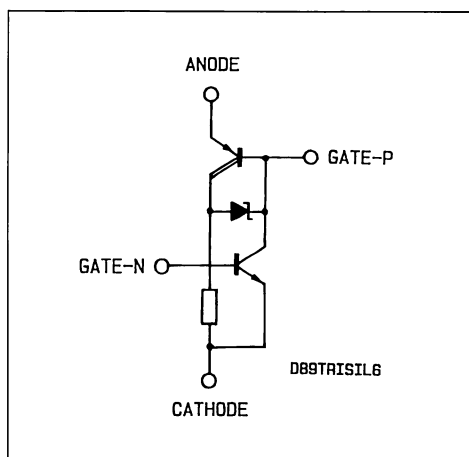 ANODE
GATE-P
GATE-N
D89TRISIL6
CATHODE